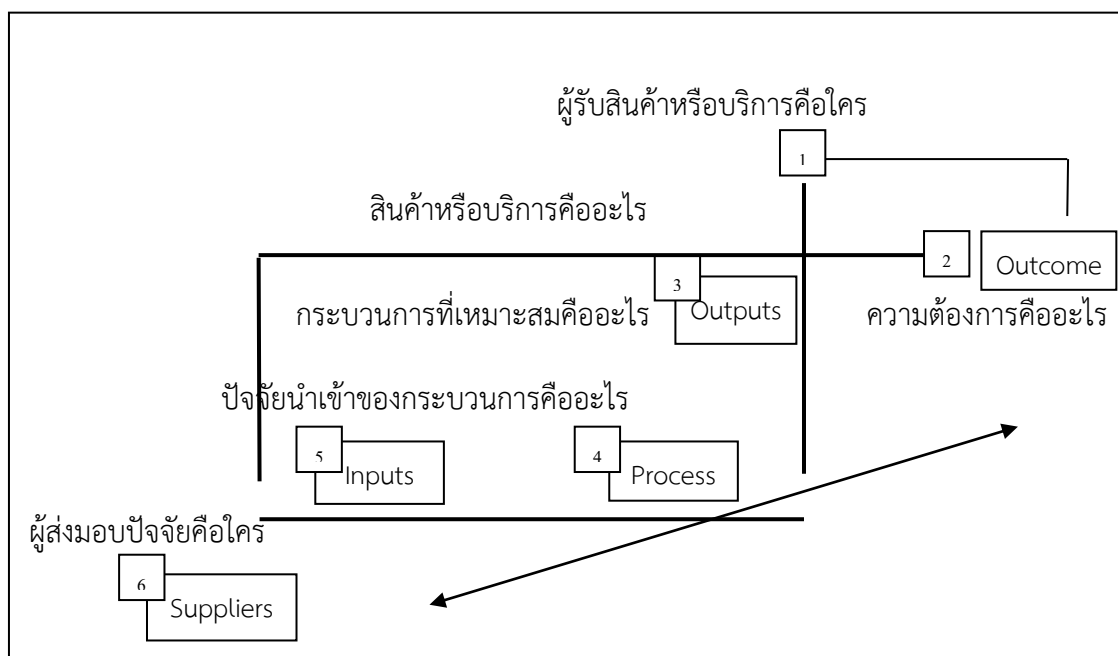 ผู้รับสินค้าหรือบริการคือใคร
1
สินค้าหรือบริการคืออะไร
2
Outcome
3
กระบวนการที่เหมาะสมคืออะไร
Outputs
ความต้องการคืออะไร
ปัจจัยนำเข้าของกระบวนการคืออะไร
5
Inputs
4
Process
ผู้ส่งมอบปัจจัยคือใคร
6
Suppliers